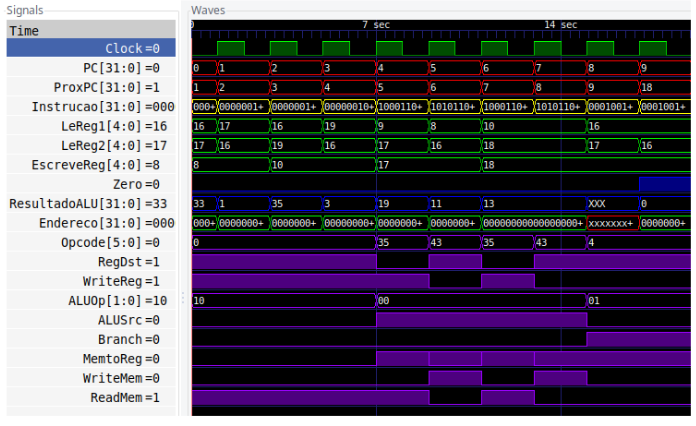 Signals
Waves
Time
7 sec 14 sec
Clock=0
PC[31:0]=0 0 1 2 3 4 5 6 7 8 9
ProxPC[31:0]=1 1 2 3 4 5 6 7 8 9 18
Instrucao[31:0]=000 000+ 0000001+ 0000001+ 00000010+ 1000110+ 1010110+ 1000110+ 1010110+ 0001001+ 0001001+
LeReg1[4:0]=16 16 17 16 19 9 8 10 16
LeReg2[4:0]=17 17 16 19 16 17 16 18 17 16
EscreveReg[4:0]=8 8 10 17 18
Zero=0
ResultadoALU[31:0]=33 33 1 35 3 19 11 13 XXX 0
Endereco[31:0]=000 000+ 0000000+ 0000000+ 00000000+ 0000000+ 0000000+ 00000000000000000+ xxxxxxx+ 0000000+
Opcode[5:0]=0 0 35 43 35 43 4
RegDst=1
WriteReg=1
ALUOp[1:0]=10 10 00 01
ALUSrc=0
Branch=0
MemtoReg=0
WriteMem=0
ReadMem=1